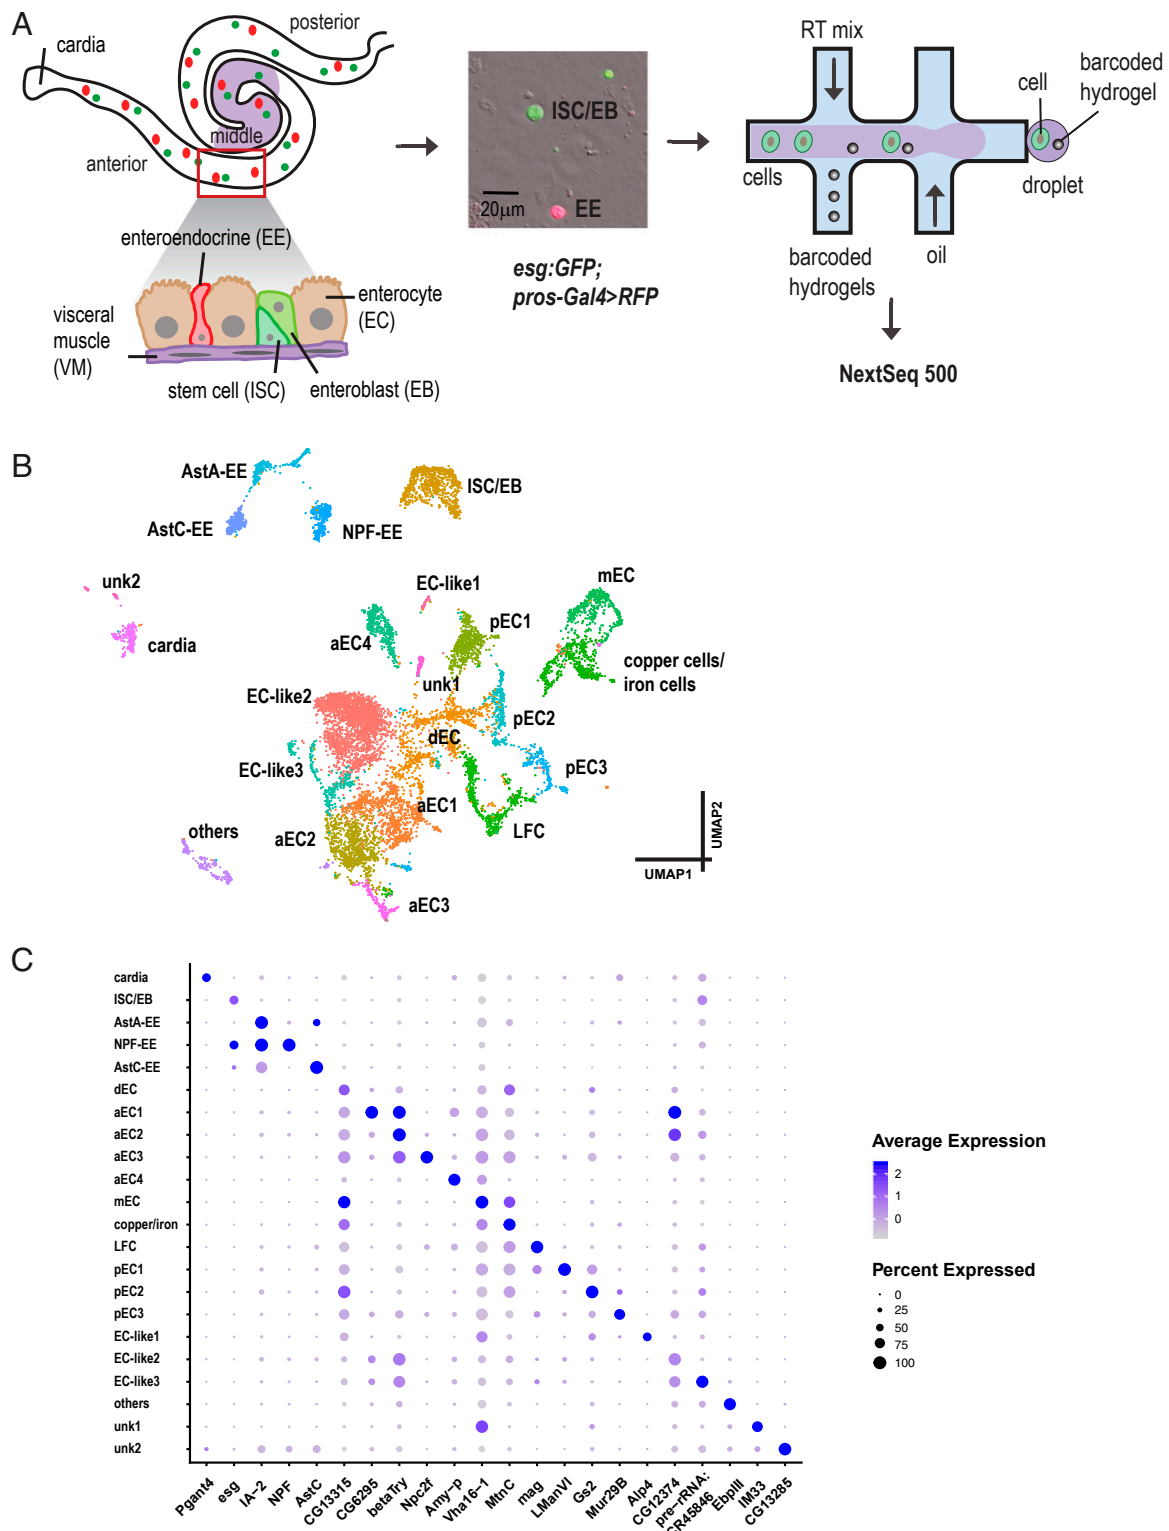 A
cardia
posterior
middle
anterior
enteroendocrine (EE)
enterocyte
(EC)
visceral
muscle
(VM)
stem cell (ISC)
enteroblast (EB)
ISC/EB
EE
20μm
esg:GFP;
pros-Gal4>RFP
RT mix
cell
barcoded
hydrogel
cells
droplet
barcoded
hydrogels
oil
NextSeq 500
B
AstA-EE
ISC/EB
AstC-EE
NPF-EE
unk2
EC-like1
mEC
cardia
aEC4
pEC1
copper cells/
iron cells
unk1
EC-like2
pEC2
dEC
EC-like3
pEC3
aEC1
LFC
others
aEC2
aEC3
UMAP1
UMAP2
C
cardia
ISC/EB
AstA-EE
NPF-EE
AstC-EE
dEC
aEC1
aEC2
aEC3
aEC4
mEC
copper/iron
LFC
pEC1
pEC2
pEC3
EC-like1
EC-like2
EC-like3
others
unk1
unk2
Pgant4
esg
IA-2
NPF
AstC
CG13315
CG6295
betaTry
Npc2f
Amy-p
Vha16-1
MtnC
mag
LManVI
Gs2
Mur29B
Alp4
CG12374
pre-rRNA:
CR45846
EbpIII
IM33
CG13285
Average Expression
2
1
0
Percent Expressed
0
25
50
75
100